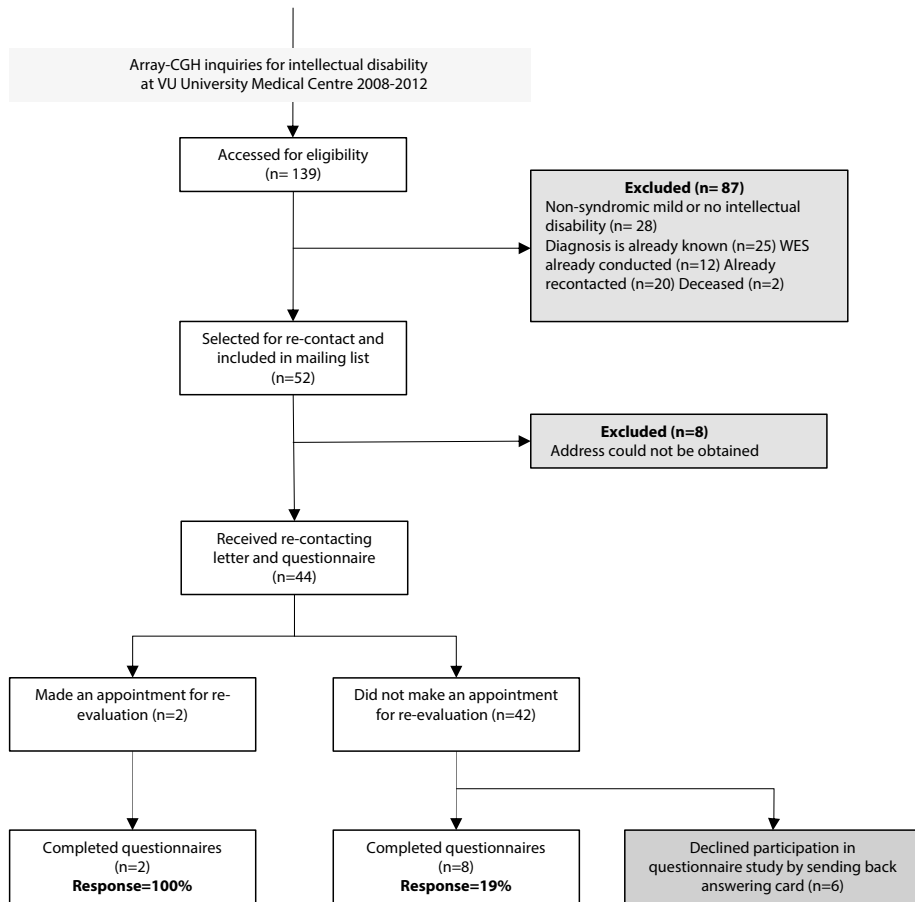 Array-CGH inquiries for intellectual disability
at VU University Medical Centre 2008-2012
Accessed for eligibility
(n= 139)
Excluded (n= 87)
Non-syndromic mild or no intellectual
disability (n= 28)
Diagnosis is already known (n=25) WES
already conducted (n=12) Already
recontacted (n=20) Deceased (n=2)
Selected for re-contact and
included in mailing list
(n=52)
Excluded (n=8)
Address could not be obtained
Received re-contacting
letter and questionnaire
(n=44)
Made an appointment for re-
evaluation (n=2)
Did not make an appointment
for re-evaluation (n=42)
Completed questionnaires
(n=2)
Response=100%
Completed questionnaires
(n=8)
Response=19%
Declined participation in
questionnaire study by sending back
answering card (n=6)